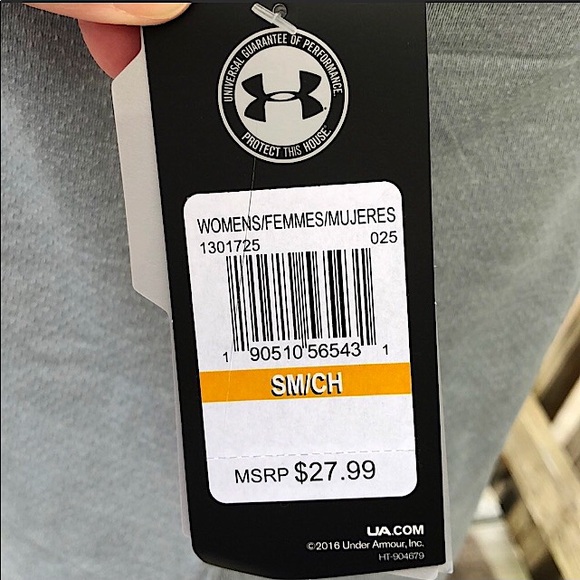 UNIVERSAL GUARANTEE OF PERFORMANCE.
PROTECT THIS HOUSE.
WOMENS/FEMMES/MUJERES
1301725 025
1 90510 56543 1
SM/CH
MSRP $27.99
UA.COM
©2016 Under Armour, Inc.
HT-904679